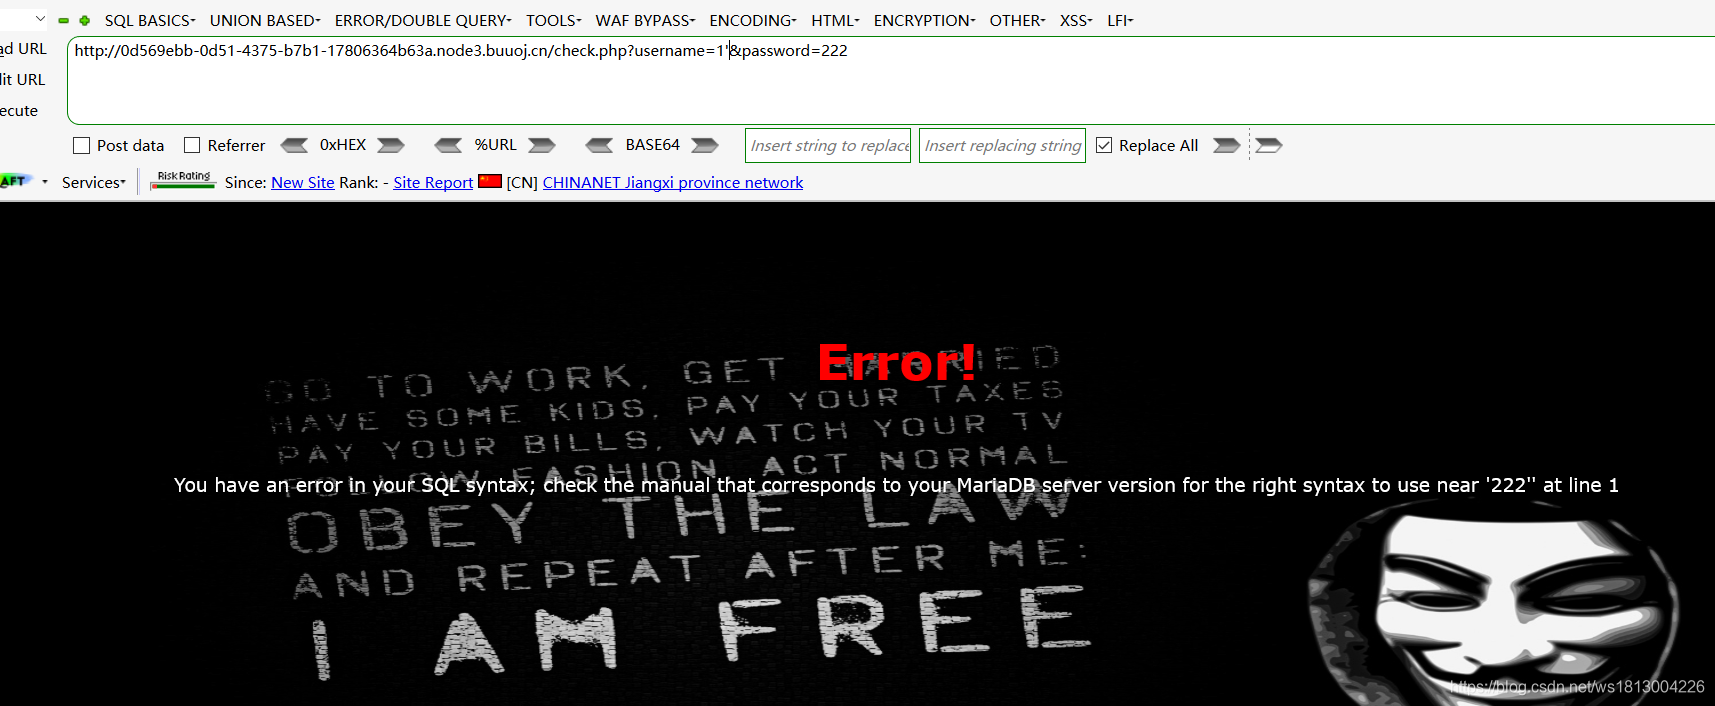 SQL BASICS UNION BASED ERROR/DOUBLE QUERY TOOLS WAF BYPASS ENCODING HTML ENCRYPTION OTHER XSS LFI
ad URL
http://0d569ebb-0d51-4375-b7b1-17806364b63a.node3.buuoj.cn/check.php?username=1'&password=222
lit URL
ecute
Post data Referrer 0xHEX %URL BASE64 Insert string to replace Insert replacing string Replace All
AFT Services Risk Rating Since: New Site Rank: - Site Report [CN] CHINANET Jiangxi province network
Error!
GO TO WORK, GET MARRIED
HAVE SOME KIDS, PAY YOUR TAXES
PAY YOUR BILLS, WATCH YOUR TV
FOLLOW FASHION ACT NORMAL
You have an error in your SQL syntax; check the manual that corresponds to your MariaDB server version for the right syntax to use near '222'' at line 1
OBEY THE LAW
AND REPEAT AFTER ME:
I AM FREE
https://blog.csdn.net/ws1813004226